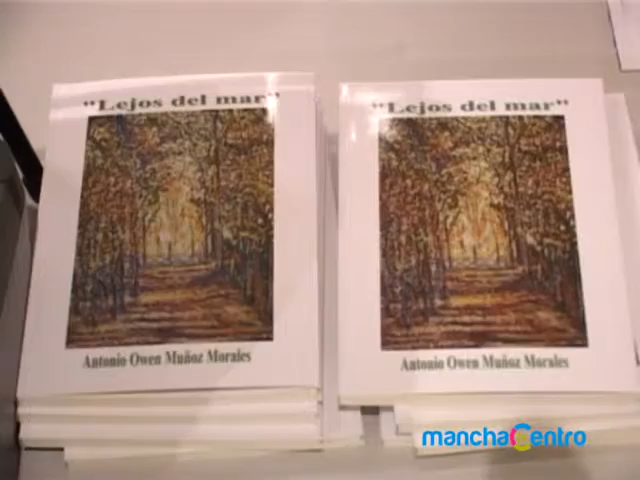 "Lejos del mar"
Antonio Owen Muñoz Morales
"Lejos del mar"
Antonio Owen Muñoz Morales
manchaCentro